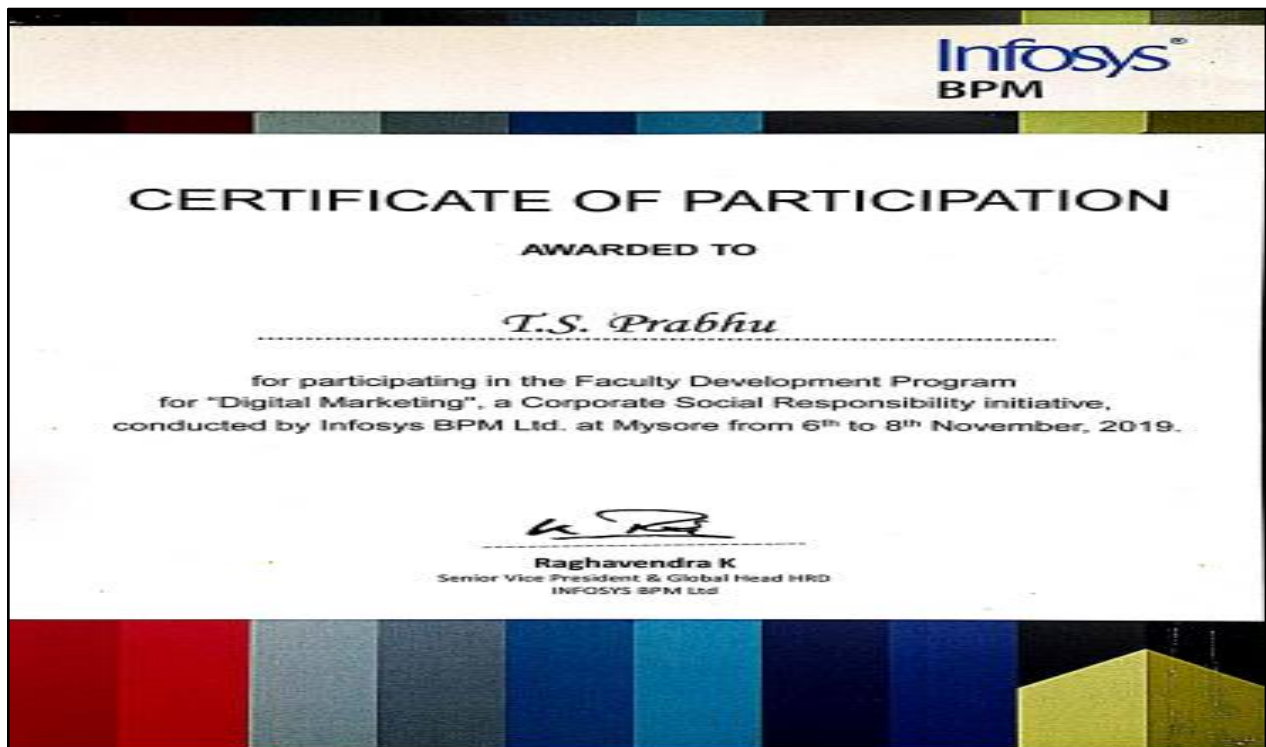 Infosys®
BPM
CERTIFICATE OF PARTICIPATION
AWARDED TO
T.S. Prabhu
for participating in the Faculty Development Program
for "Digital Marketing", a Corporate Social Responsibility initiative,
conducted by Infosys BPM Ltd. at Mysore from 6th to 8th November, 2019.
Raghavendra K
Senior Vice President & Global Head HRD
INFOSYS BPM Ltd